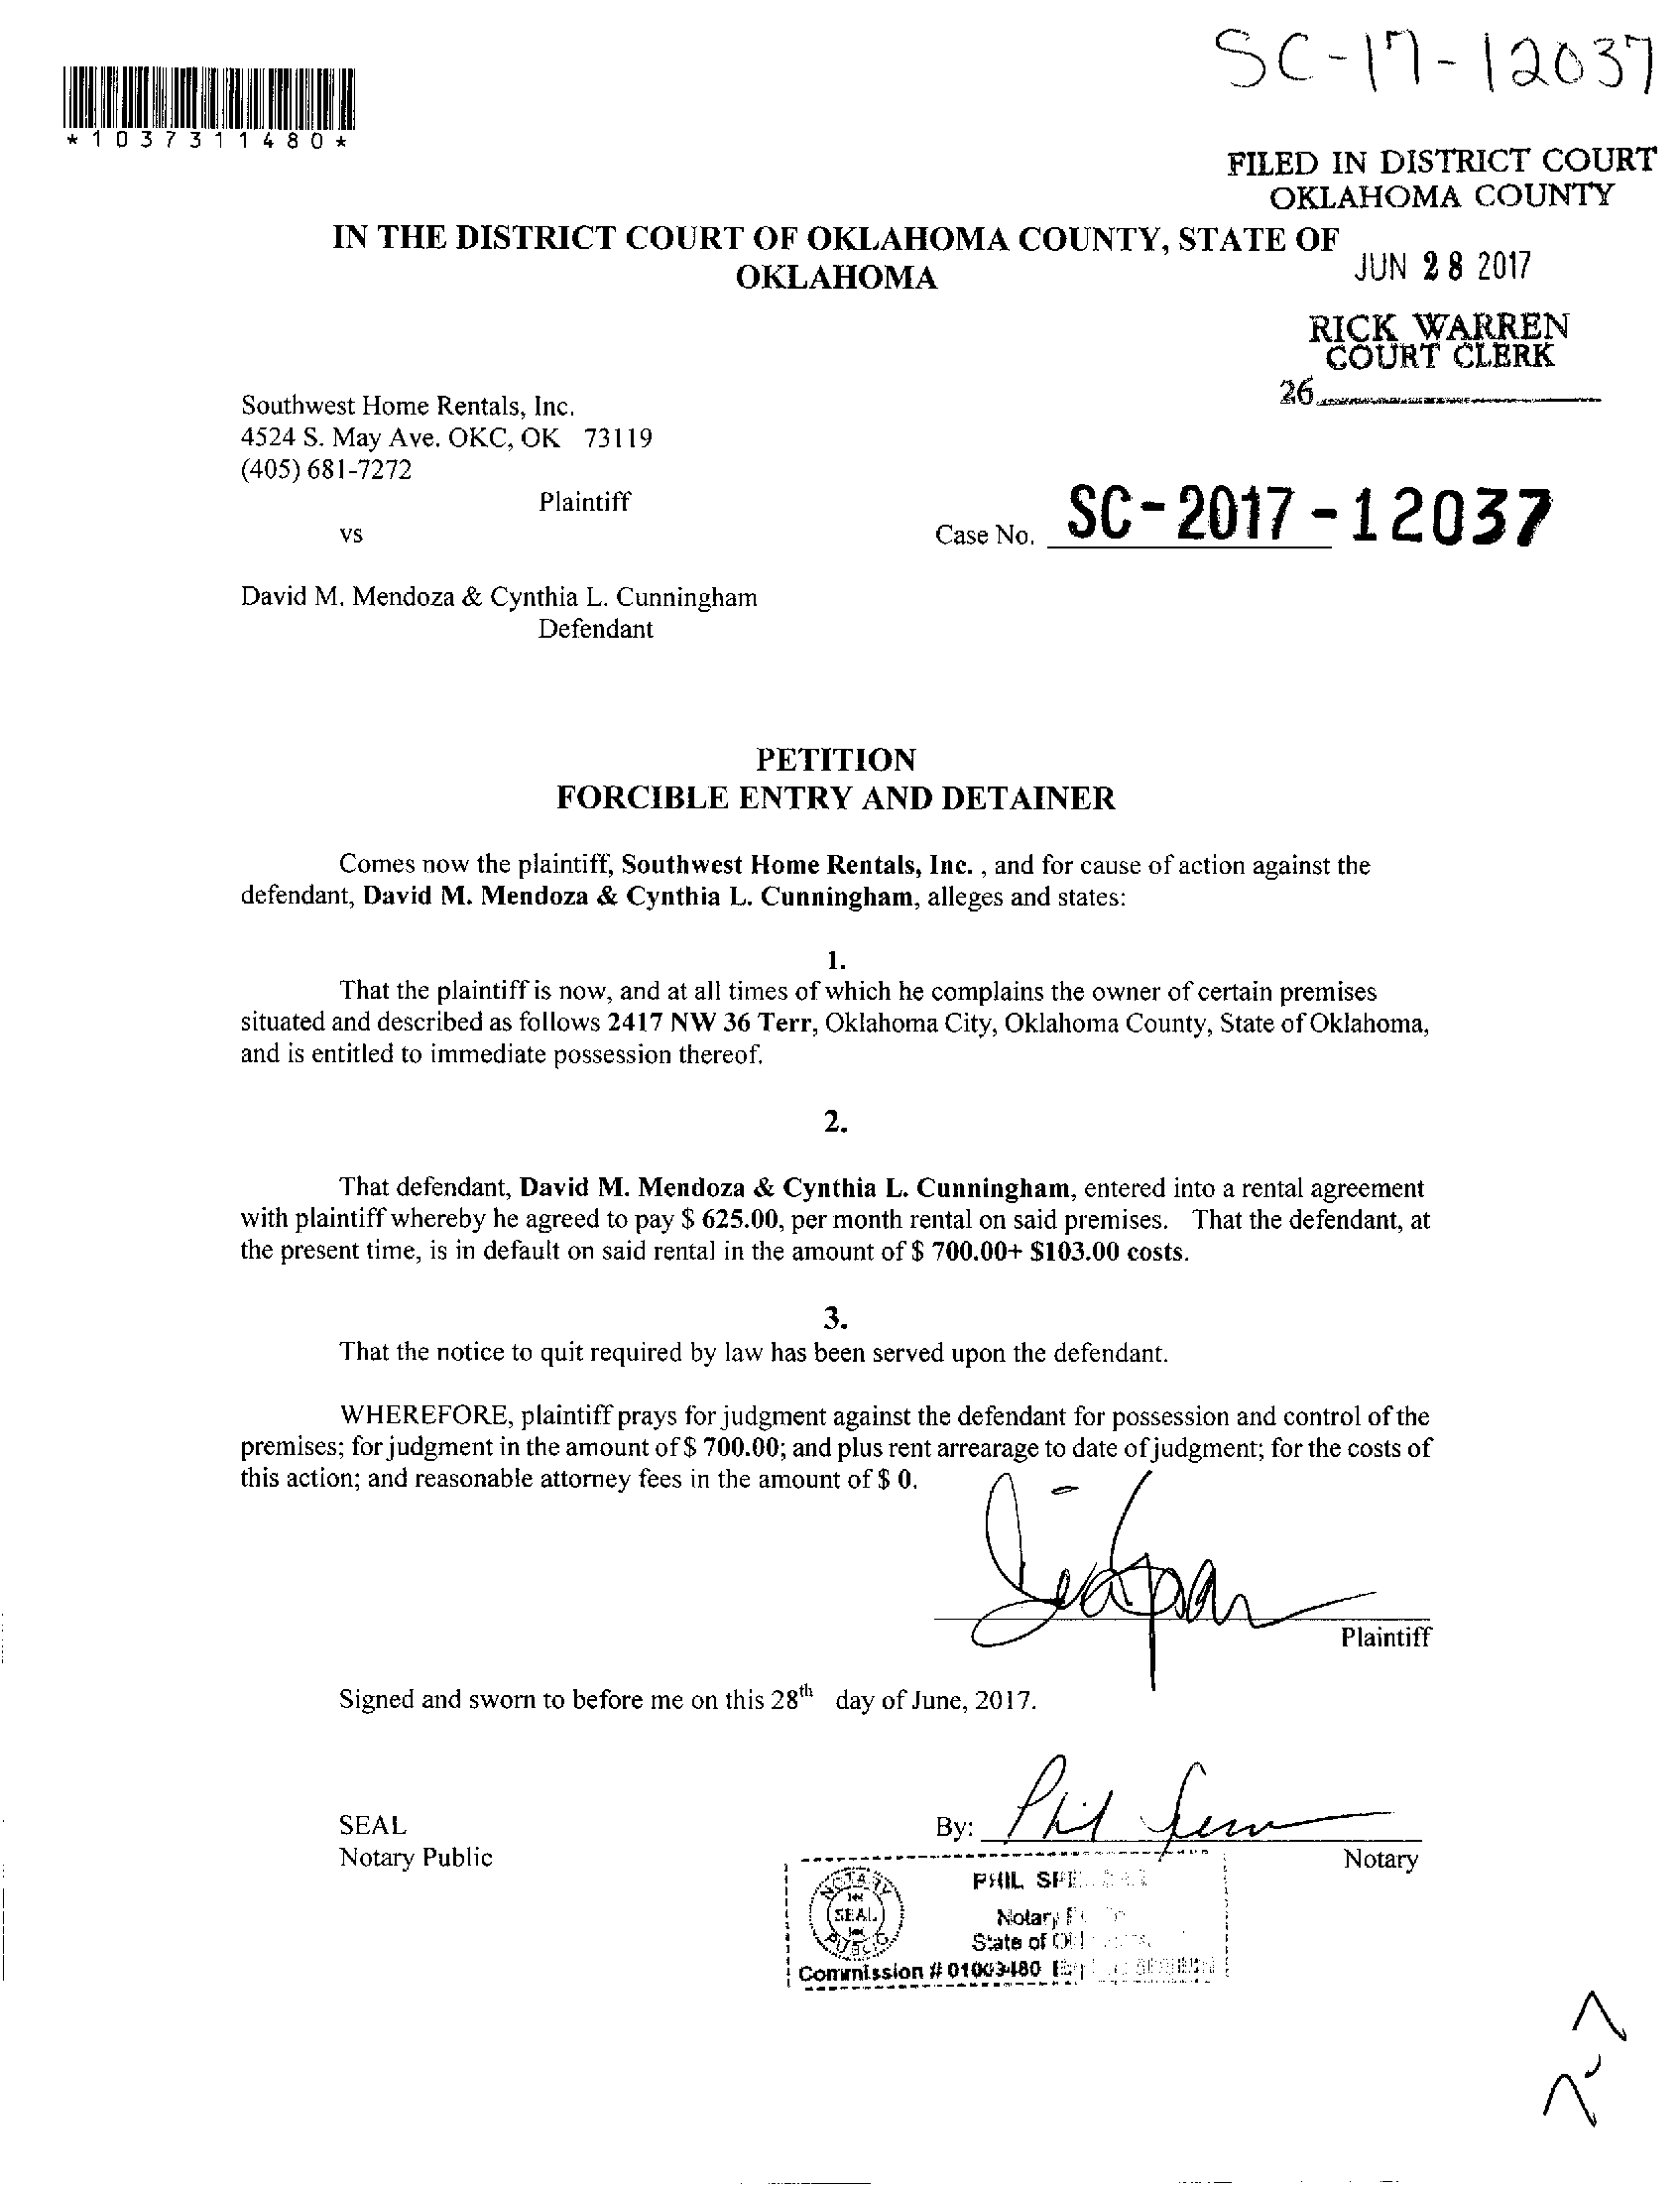 SC-17-12037
*1037311480*
FILED IN DISTRICT COURT
OKLAHOMA COUNTY
IN THE DISTRICT COURT OF OKLAHOMA COUNTY, STATE OF
OKLAHOMA
JUN 28 2017
RICK WARREN
COURT CLERK
26
Southwest Home Rentals, Inc.
4524 S. May Ave. OKC, OK 73119
(405) 681-7272
Plaintiff
vs
Case No. SC-2017-12037
David M. Mendoza & Cynthia L. Cunningham
Defendant
PETITION
FORCIBLE ENTRY AND DETAINER
Comes now the plaintiff, Southwest Home Rentals, Inc. , and for cause of action against the
defendant, David M. Mendoza & Cynthia L. Cunningham, alleges and states:
1.
That the plaintiff is now, and at all times of which he complains the owner of certain premises
situated and described as follows 2417 NW 36 Terr, Oklahoma City, Oklahoma County, State of Oklahoma,
and is entitled to immediate possession thereof.
2.
That defendant, David M. Mendoza & Cynthia L. Cunningham, entered into a rental agreement
with plaintiff whereby he agreed to pay $ 625.00, per month rental on said premises. That the defendant, at
the present time, is in default on said rental in the amount of $ 700.00+ $103.00 costs.
3.
That the notice to quit required by law has been served upon the defendant.
WHEREFORE, plaintiff prays for judgment against the defendant for possession and control of the
premises; for judgment in the amount of $ 700.00; and plus rent arrearage to date of judgment; for the costs of
this action; and reasonable attorney fees in the amount of $ 0.
Plaintiff
Signed and sworn to before me on this 28th day of June, 2017.
SEAL
By: Phil
Notary Public
Notary
PHIL
NOTARY
SEAL
PUBLIC
Notary
State of
Commission # 01003480